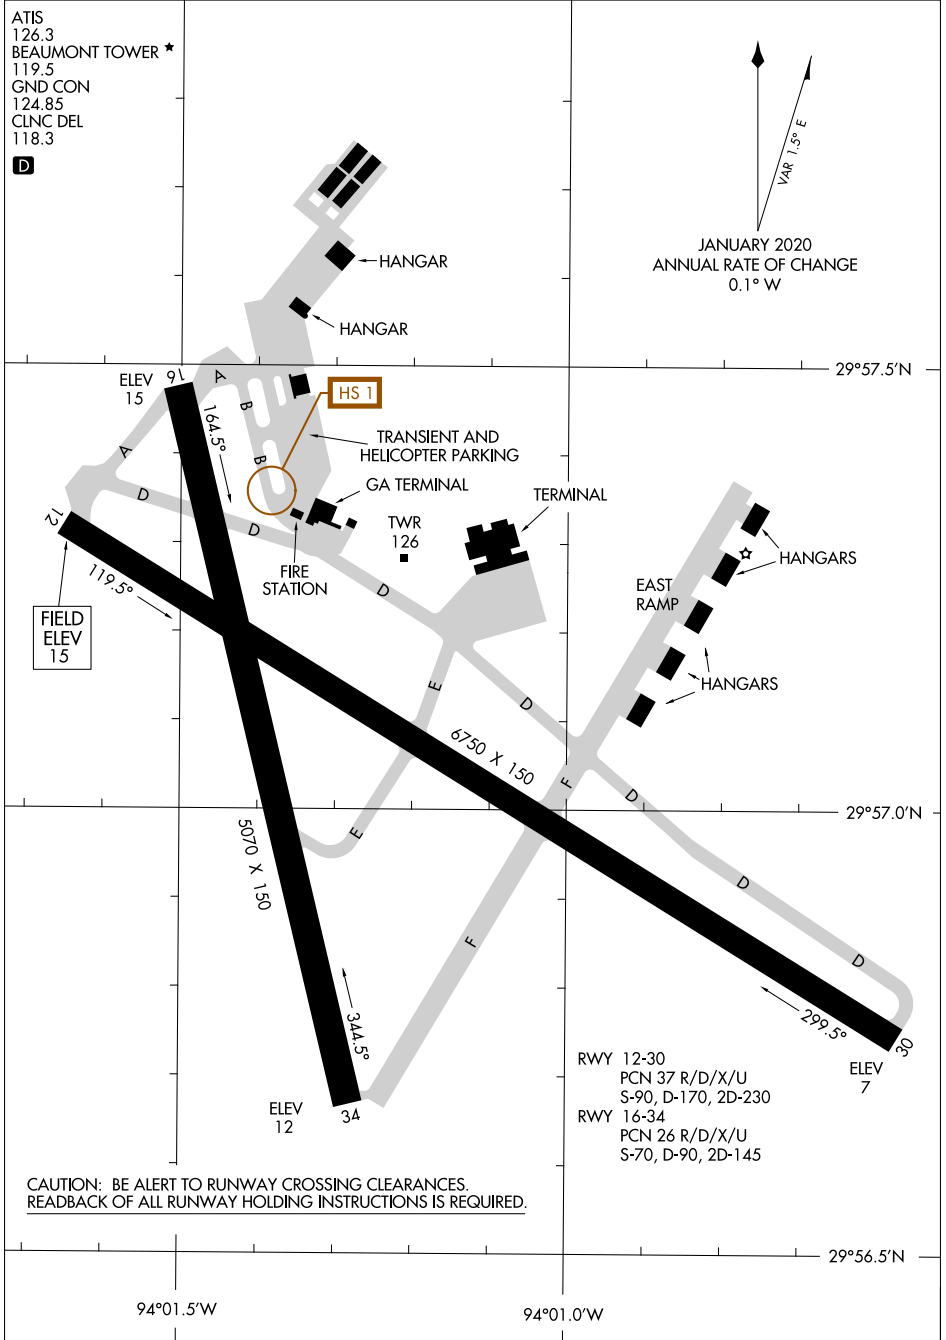 ATIS
126.3
BEAUMONT TOWER ★
119.5
GND CON
124.85
CLNC DEL
118.3
D
VAR 1.5° E
JANUARY 2020
ANNUAL RATE OF CHANGE
0.1° W
HANGAR
HANGAR
29°57.5'N
ELEV
15
16
A
B
HS 1
164.5°
TRANSIENT AND
HELICOPTER PARKING
A
B
D
GA TERMINAL
TERMINAL
12
D
TWR
126
FIRE
STATION
HANGARS
119.5°
D
EAST
RAMP
FIELD
ELEV
15
E
HANGARS
D
6750 X 150
F
D
29°57.0'N
E
5070 X 150
D
F
D
299.5°
344.5°
30
ELEV
7
ELEV
12
34
RWY 12-30
PCN 37 R/D/X/U
S-90, D-170, 2D-230
RWY 16-34
PCN 26 R/D/X/U
S-70, D-90, 2D-145
CAUTION: BE ALERT TO RUNWAY CROSSING CLEARANCES.
READBACK OF ALL RUNWAY HOLDING INSTRUCTIONS IS REQUIRED.
29°56.5'N
94°01.5'W
94°01.0'W